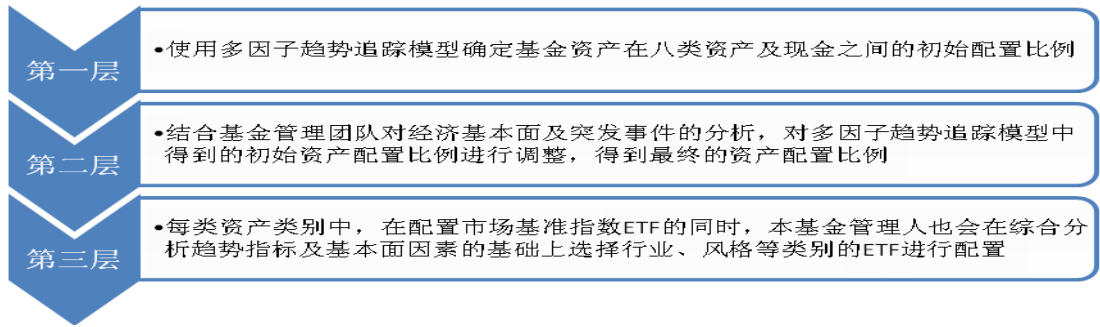 第一层
•使用多因子趋势追踪模型确定基金资产在八类资产及现金之间的初始配置比例
第二层
•结合基金管理团队对经济基本面及突发事件的分析，对多因子趋势追踪模型中
得到的初始资产配置比例进行调整，得到最终的资产配置比例
第三层
•每类资产类别中，在配置市场基准指数ETF的同时，本基金管理人也会在综合分
析趋势指标及基本面因素的基础上选择行业、风格等类别的ETF进行配置